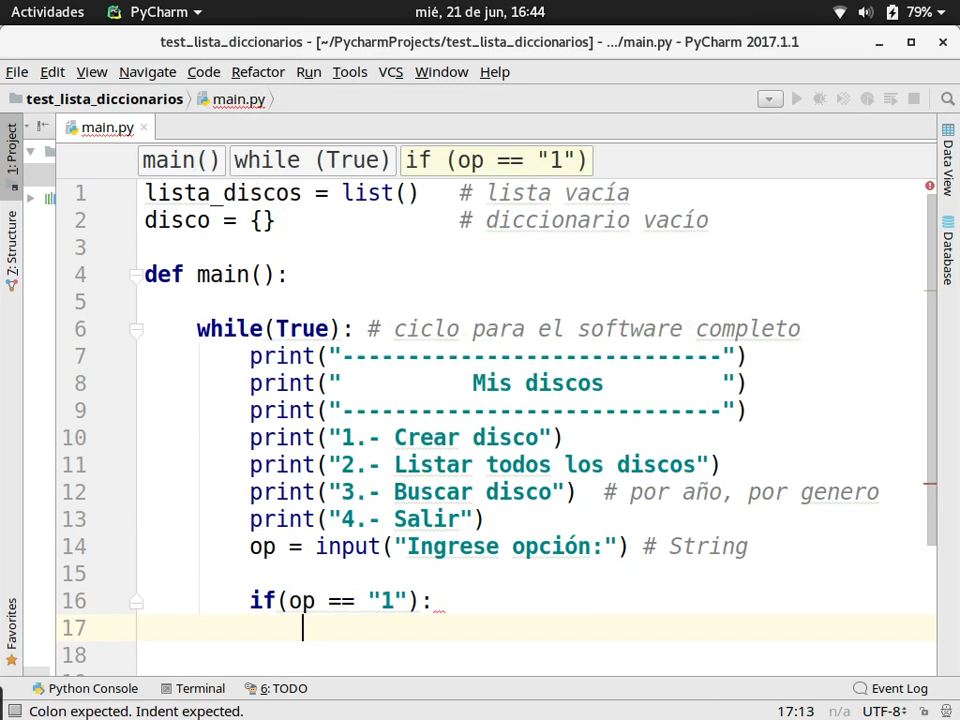 Actividades PyCharm mié, 21 de jun, 16:44 79%
test_lista_diccionarios - [~/PycharmProjects/test_lista_diccionarios] - .../main.py - PyCharm 2017.1.1
File Edit View Navigate Code Refactor Run Tools VCS Window Help
test_lista_diccionarios main.py
main.py
1: Project
7: Structure
Favorites
Data View
Database
main() while (True) if (op == "1")
1 lista_discos = list() # lista vacía
2 disco = {} # diccionario vacío
3
4 def main():
5
6 while(True): # ciclo para el software completo
7 print("-----------------------------")
8 print(" Mis discos ")
9 print("-----------------------------")
10 print("1.- Crear disco")
11 print("2.- Listar todos los discos")
12 print("3.- Buscar disco") # por año, por genero
13 print("4.- Salir")
14 op = input("Ingrese opción:") # String
15
16 if(op == "1"):
17
18
Python Console Terminal 6: TODO Event Log
Colon expected. Indent expected. 17:13 n/a UTF-8